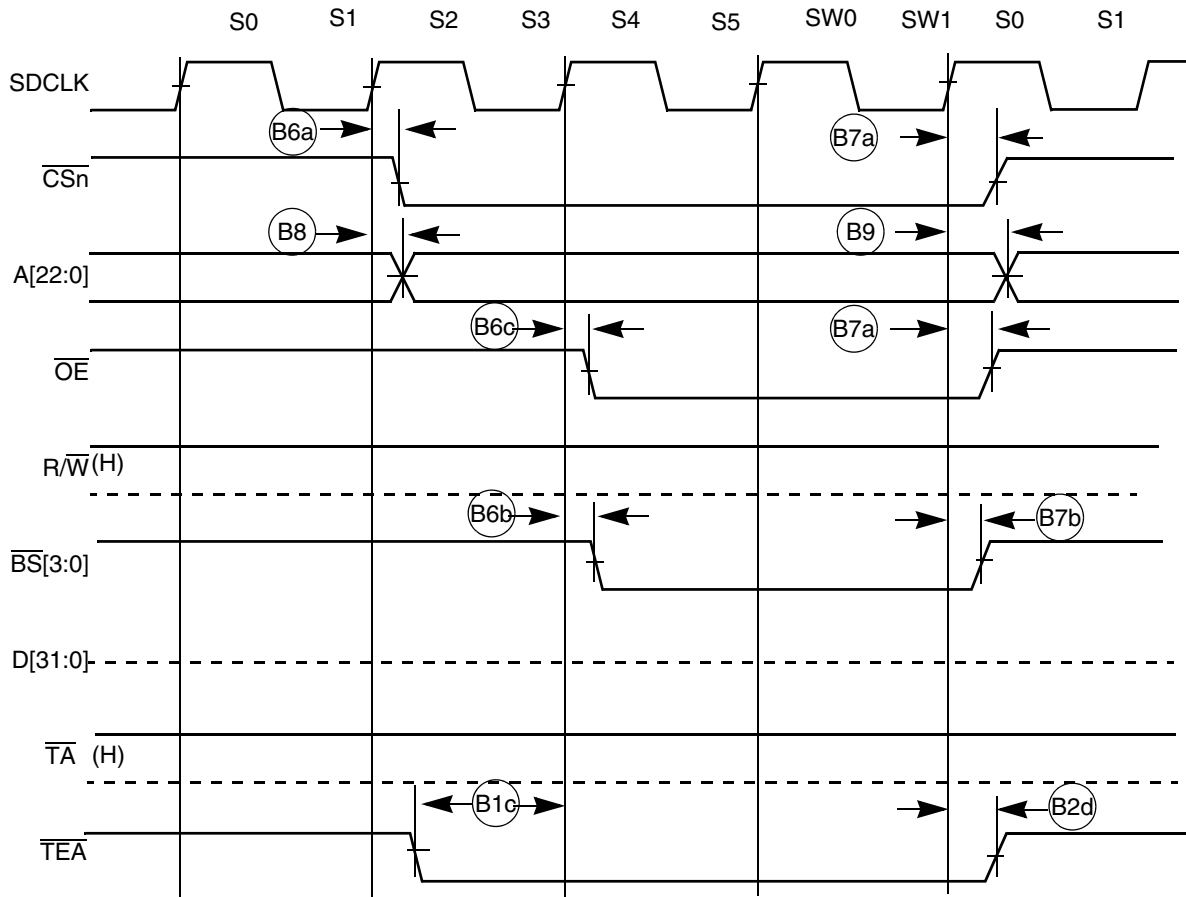 S0 S1 S2 S3 S4 S5 SW0 SW1 S0 S1
SDCLK
B6a B7a
CSn
B8 B9
A[22:0]
B6c B7a
OE
R/W (H)
B6b B7b
BS[3:0]
D[31:0]
TA (H)
B1c B2d
TEA